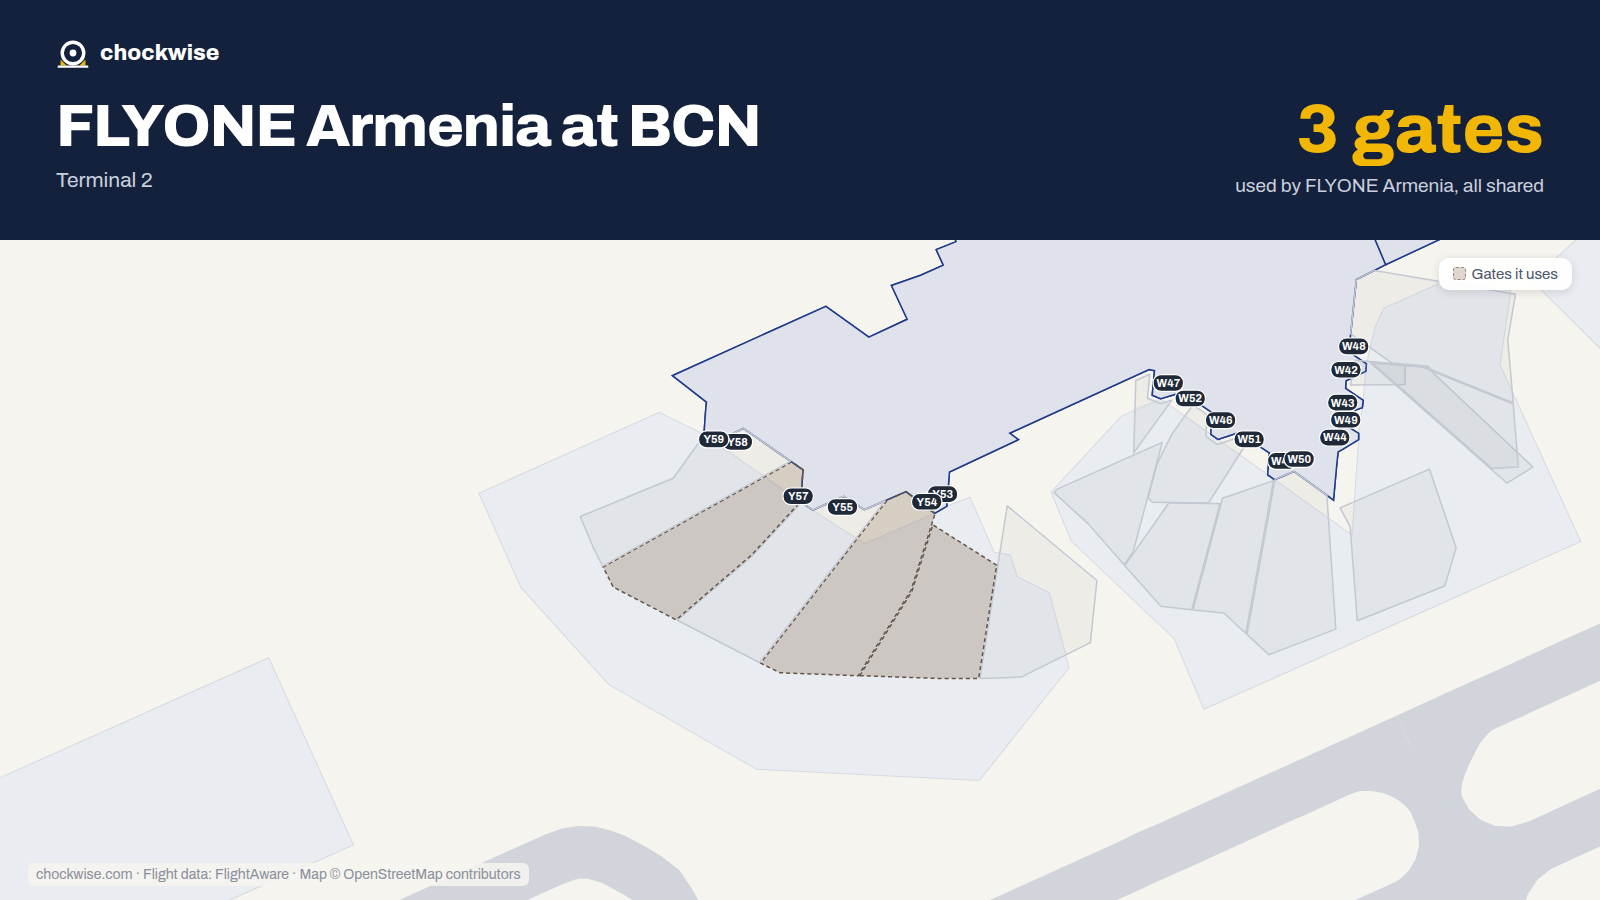 chockwise
FLYONE Armenia at BCN
Terminal 2
3 gates
used by FLYONE Armenia, all shared
Gates it uses
W48
W42
W47
W52
W43
W46
W49
W44
W51
Y59
Y58
W50
Y57
Y53
Y54
Y55
chockwise.com · Flight data: FlightAware · Map © OpenStreetMap contributors